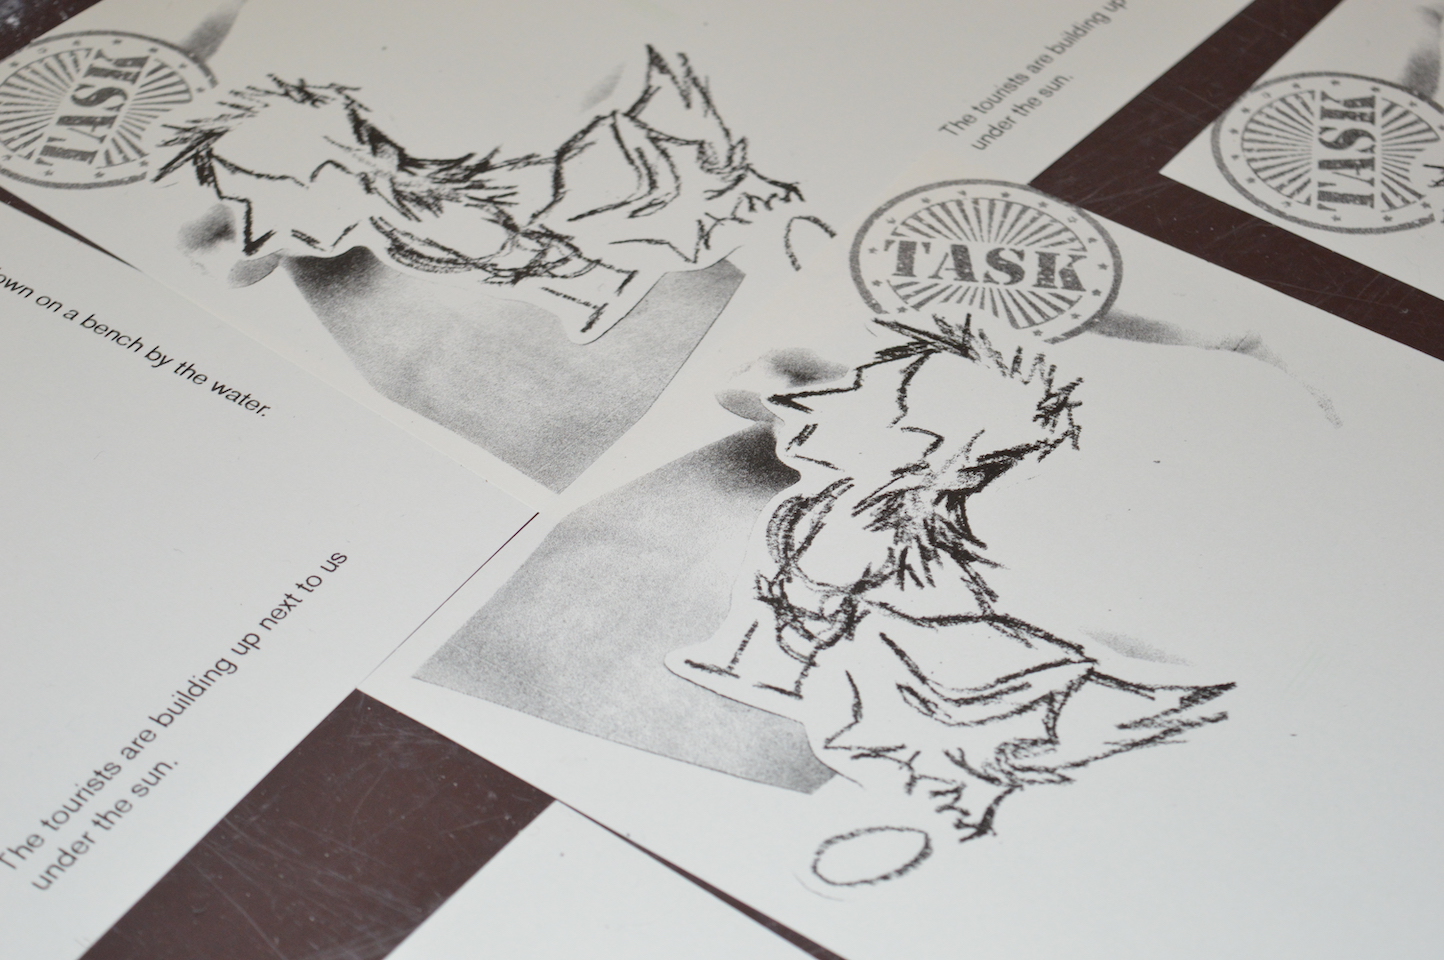 TASK
The tourists are building up
under the sun.
TASK
TASK
down on a bench by the water.
The tourists are building up next to us
under the sun.